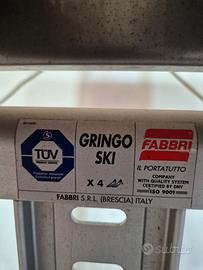 TÜV
GRINGO
SKI
X 4
FABBRI
IL PORTATUTTO
COMPANY
WITH QUALITY SYSTEM
CERTIFIED BY DNV
ISO 9001
FABBRI S.R.L. (BRESCIA) ITALY
subito